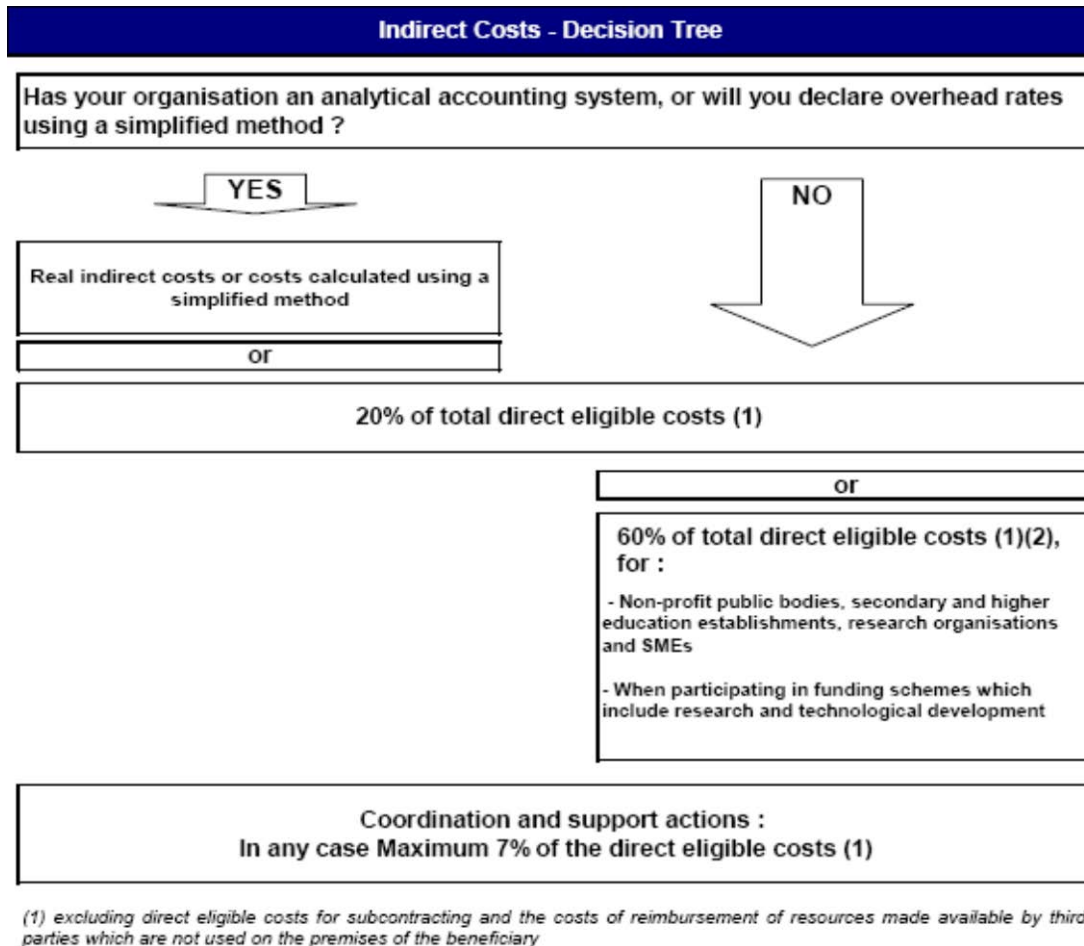 Indirect Costs - Decision Tree
Has your organisation an analytical accounting system, or will you declare overhead rates
using a simplified method ?
YES
NO
Real indirect costs or costs calculated using a
simplified method
or
20% of total direct eligible costs (1)
or
60% of total direct eligible costs (1)(2),
for :
- Non-profit public bodies, secondary and higher
education establishments, research organisations
and SMEs
- When participating in funding schemes which
include research and technological development
Coordination and support actions :
In any case Maximum 7% of the direct eligible costs (1)
(1) excluding direct eligible costs for subcontracting and the costs of reimbursement of resources made available by third
parties which are not used on the premises of the beneficiary